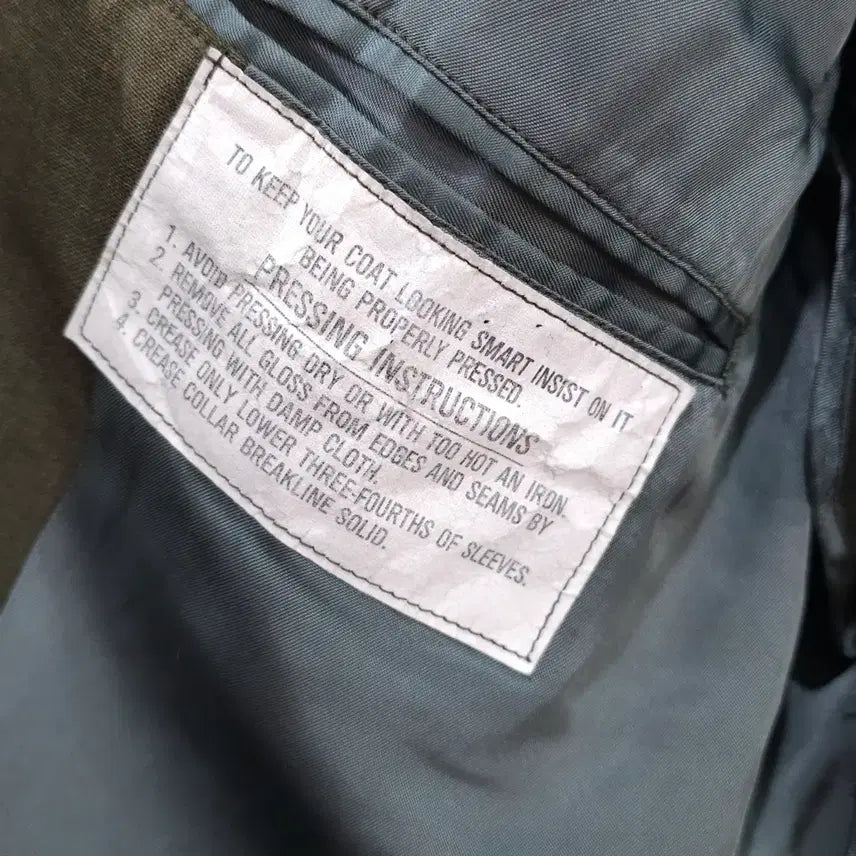 TO KEEP YOUR COAT LOOKING SMART INSIST ON IT
BEING PROPERLY PRESSED.
PRESSING INSTRUCTIONS
1. AVOID PRESSING DRY OR WITH TOO HOT AN IRON.
2. REMOVE ALL GLOSS FROM EDGES AND SEAMS BY
PRESSING WITH DAMP CLOTH.
3. CREASE ONLY LOWER THREE-FOURTHS OF SLEEVES.
4. CREASE COLLAR BREAKLINE SOLID.